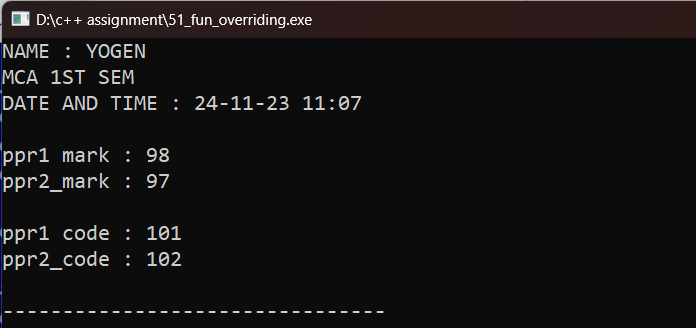 D:\c++ assignment\51_fun_overriding.exe
NAME : YOGEN
MCA 1ST SEM
DATE AND TIME : 24-11-23 11:07
ppr1 mark : 98
ppr2_mark : 97
ppr1 code : 101
ppr2_code : 102
--------------------------------